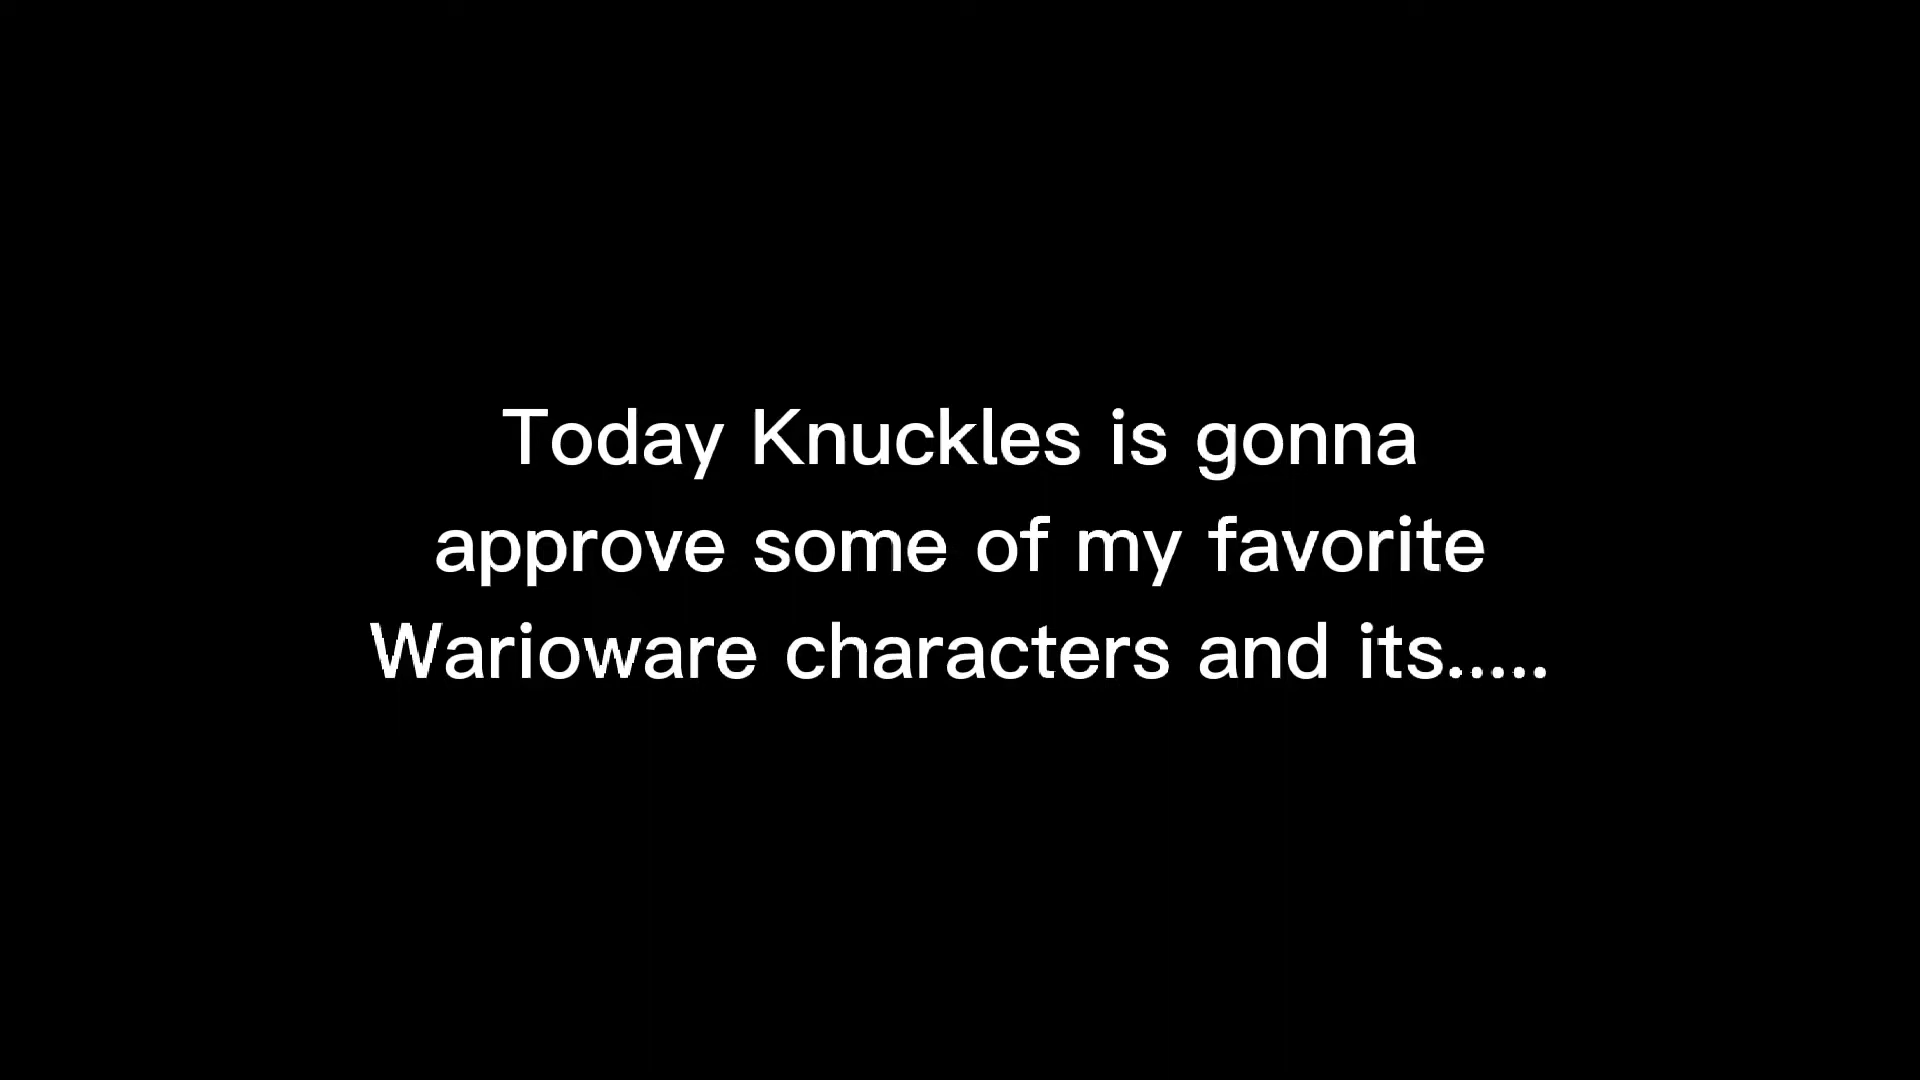 Today Knuckles is gonna
approve some of my favorite
Warioware characters and its.....